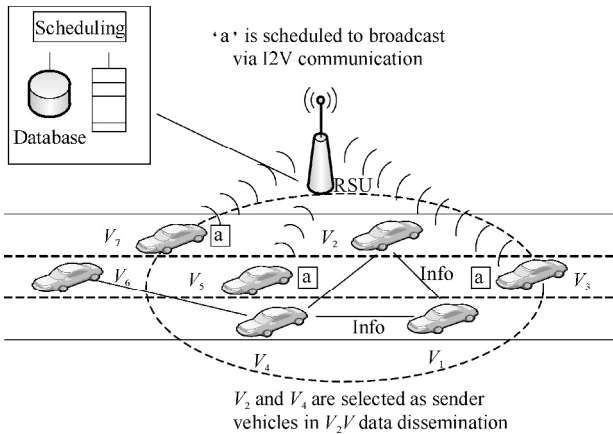 Scheduling
Database
'a' is scheduled to broadcast
via I2V communication
RSU
V7
a
V2
V6
V5
a
Info
a
V3
Info
V4
V1
V2 and V4 are selected as sender
vehicles in V2V data dissemination